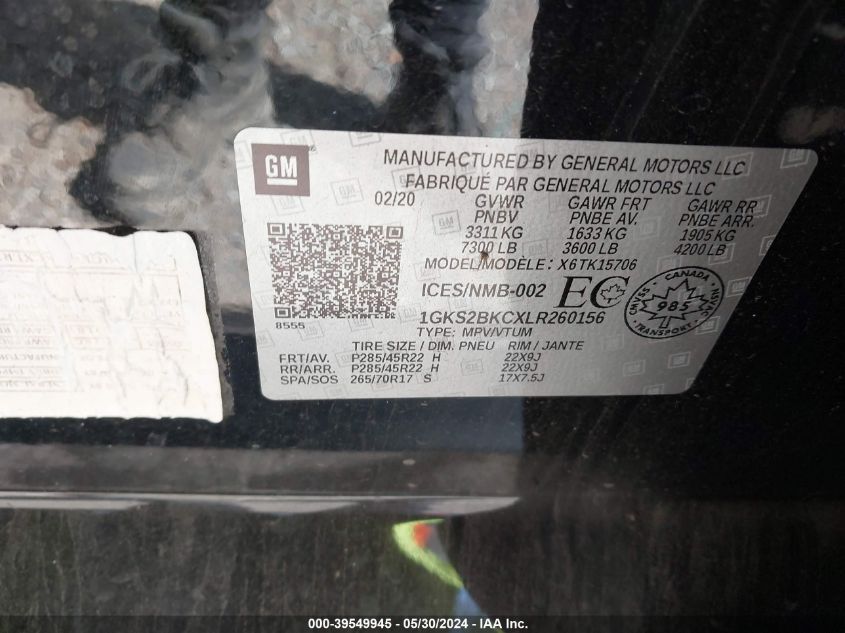 GM
MANUFACTURED BY GENERAL MOTORS LLC
FABRIQUÉ PAR GENERAL MOTORS LLC
02/20 GVWR GAWR FRT GAWR RR
PNBV PNBE AV. PNBE ARR.
3311 KG 1633 KG 1905 KG
7300 LB 3600 LB 4200 LB
MODEL/MODÈLE: X6TK15706
ICES/NMB-002 EC
CANADA
CMVSS 985 NSVAC
TRANSPORT
8555
1GKS2BKCXLR260156
TYPE: MPV/VTUM
TIRE SIZE / DIM. PNEU RIM / JANTE
FRT/AV. P285/45R22 H 22X9J
RR/ARR. P285/45R22 H 22X9J
SPA/SOS 265/70R17 S 17X7.5J
000-39549945 - 05/30/2024 - IAA Inc.